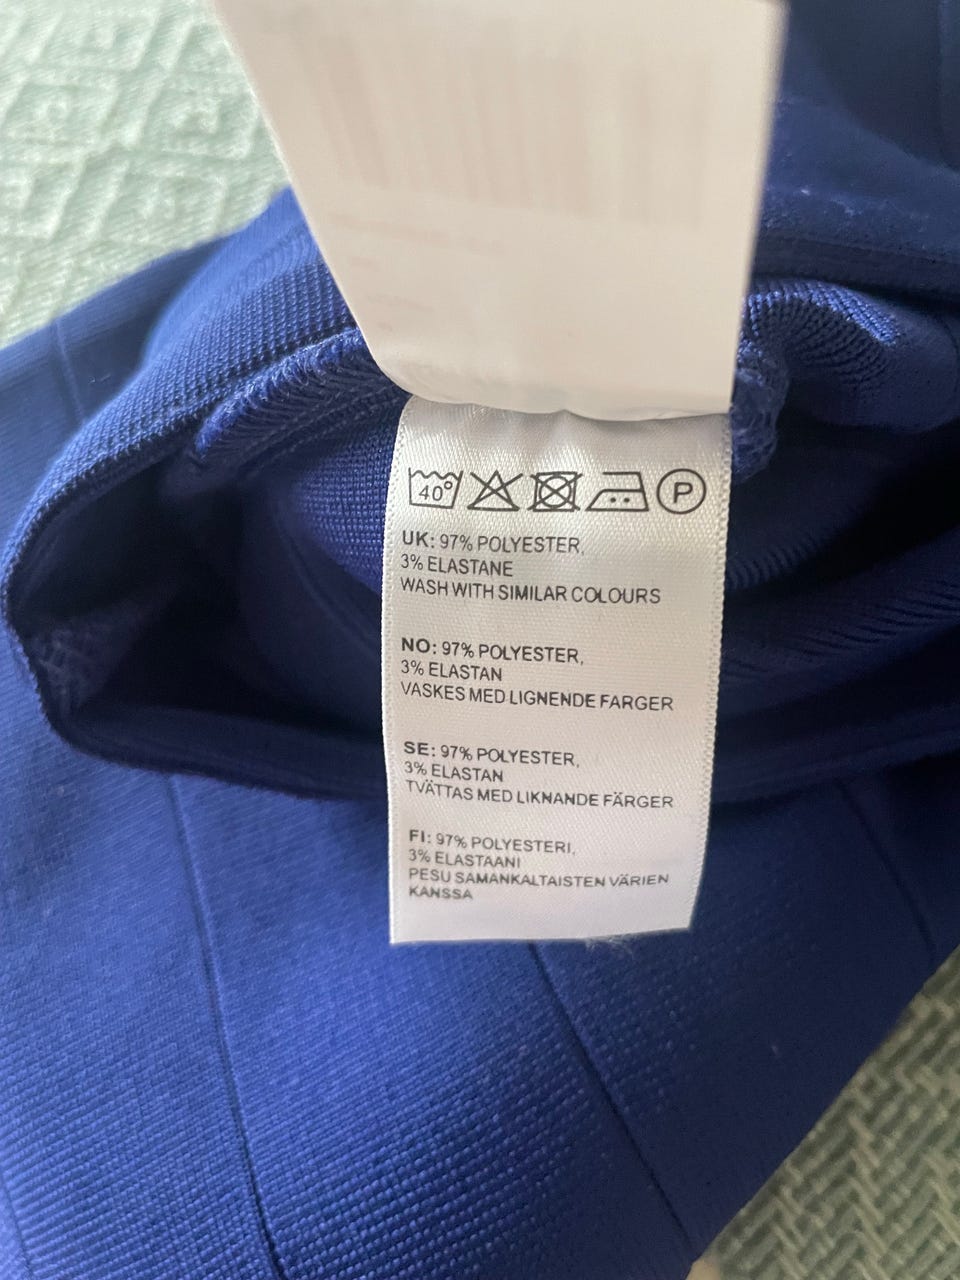 40° P
UK: 97% POLYESTER,
3% ELASTANE
WASH WITH SIMILAR COLOURS
NO: 97% POLYESTER,
3% ELASTAN
VASKES MED LIGNENDE FARGER
SE: 97% POLYESTER,
3% ELASTAN
TVÄTTAS MED LIKNANDE FÄRGER
FI: 97% POLYESTERI,
3% ELASTAANI
PESU SAMANKALTAISTEN VÄRIEN
KANSSA